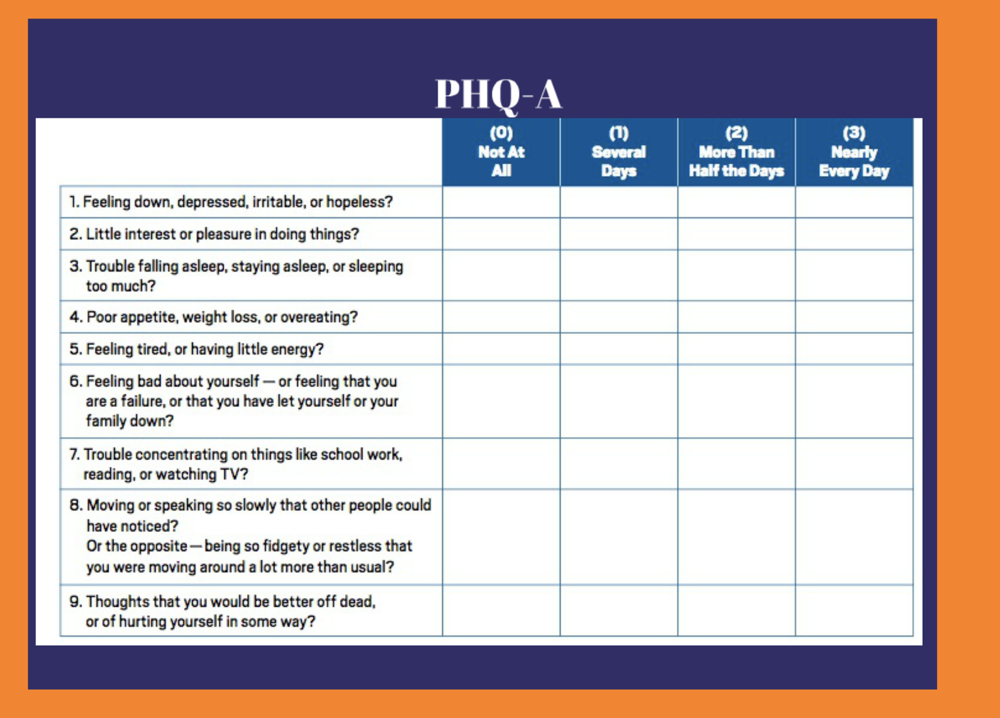 PHQ-A
(0)
Not At
All
(1)
Several
Days
(2)
More Than
Half the Days
(3)
Nearly
Every Day
1. Feeling down, depressed, irritable, or hopeless?
2. Little interest or pleasure in doing things?
3. Trouble falling asleep, staying asleep, or sleeping
too much?
4. Poor appetite, weight loss, or overeating?
5. Feeling tired, or having little energy?
6. Feeling bad about yourself — or feeling that you
are a failure, or that you have let yourself or your
family down?
7. Trouble concentrating on things like school work,
reading, or watching TV?
8. Moving or speaking so slowly that other people could
have noticed?
Or the opposite — being so fidgety or restless that
you were moving around a lot more than usual?
9. Thoughts that you would be better off dead,
or of hurting yourself in some way?